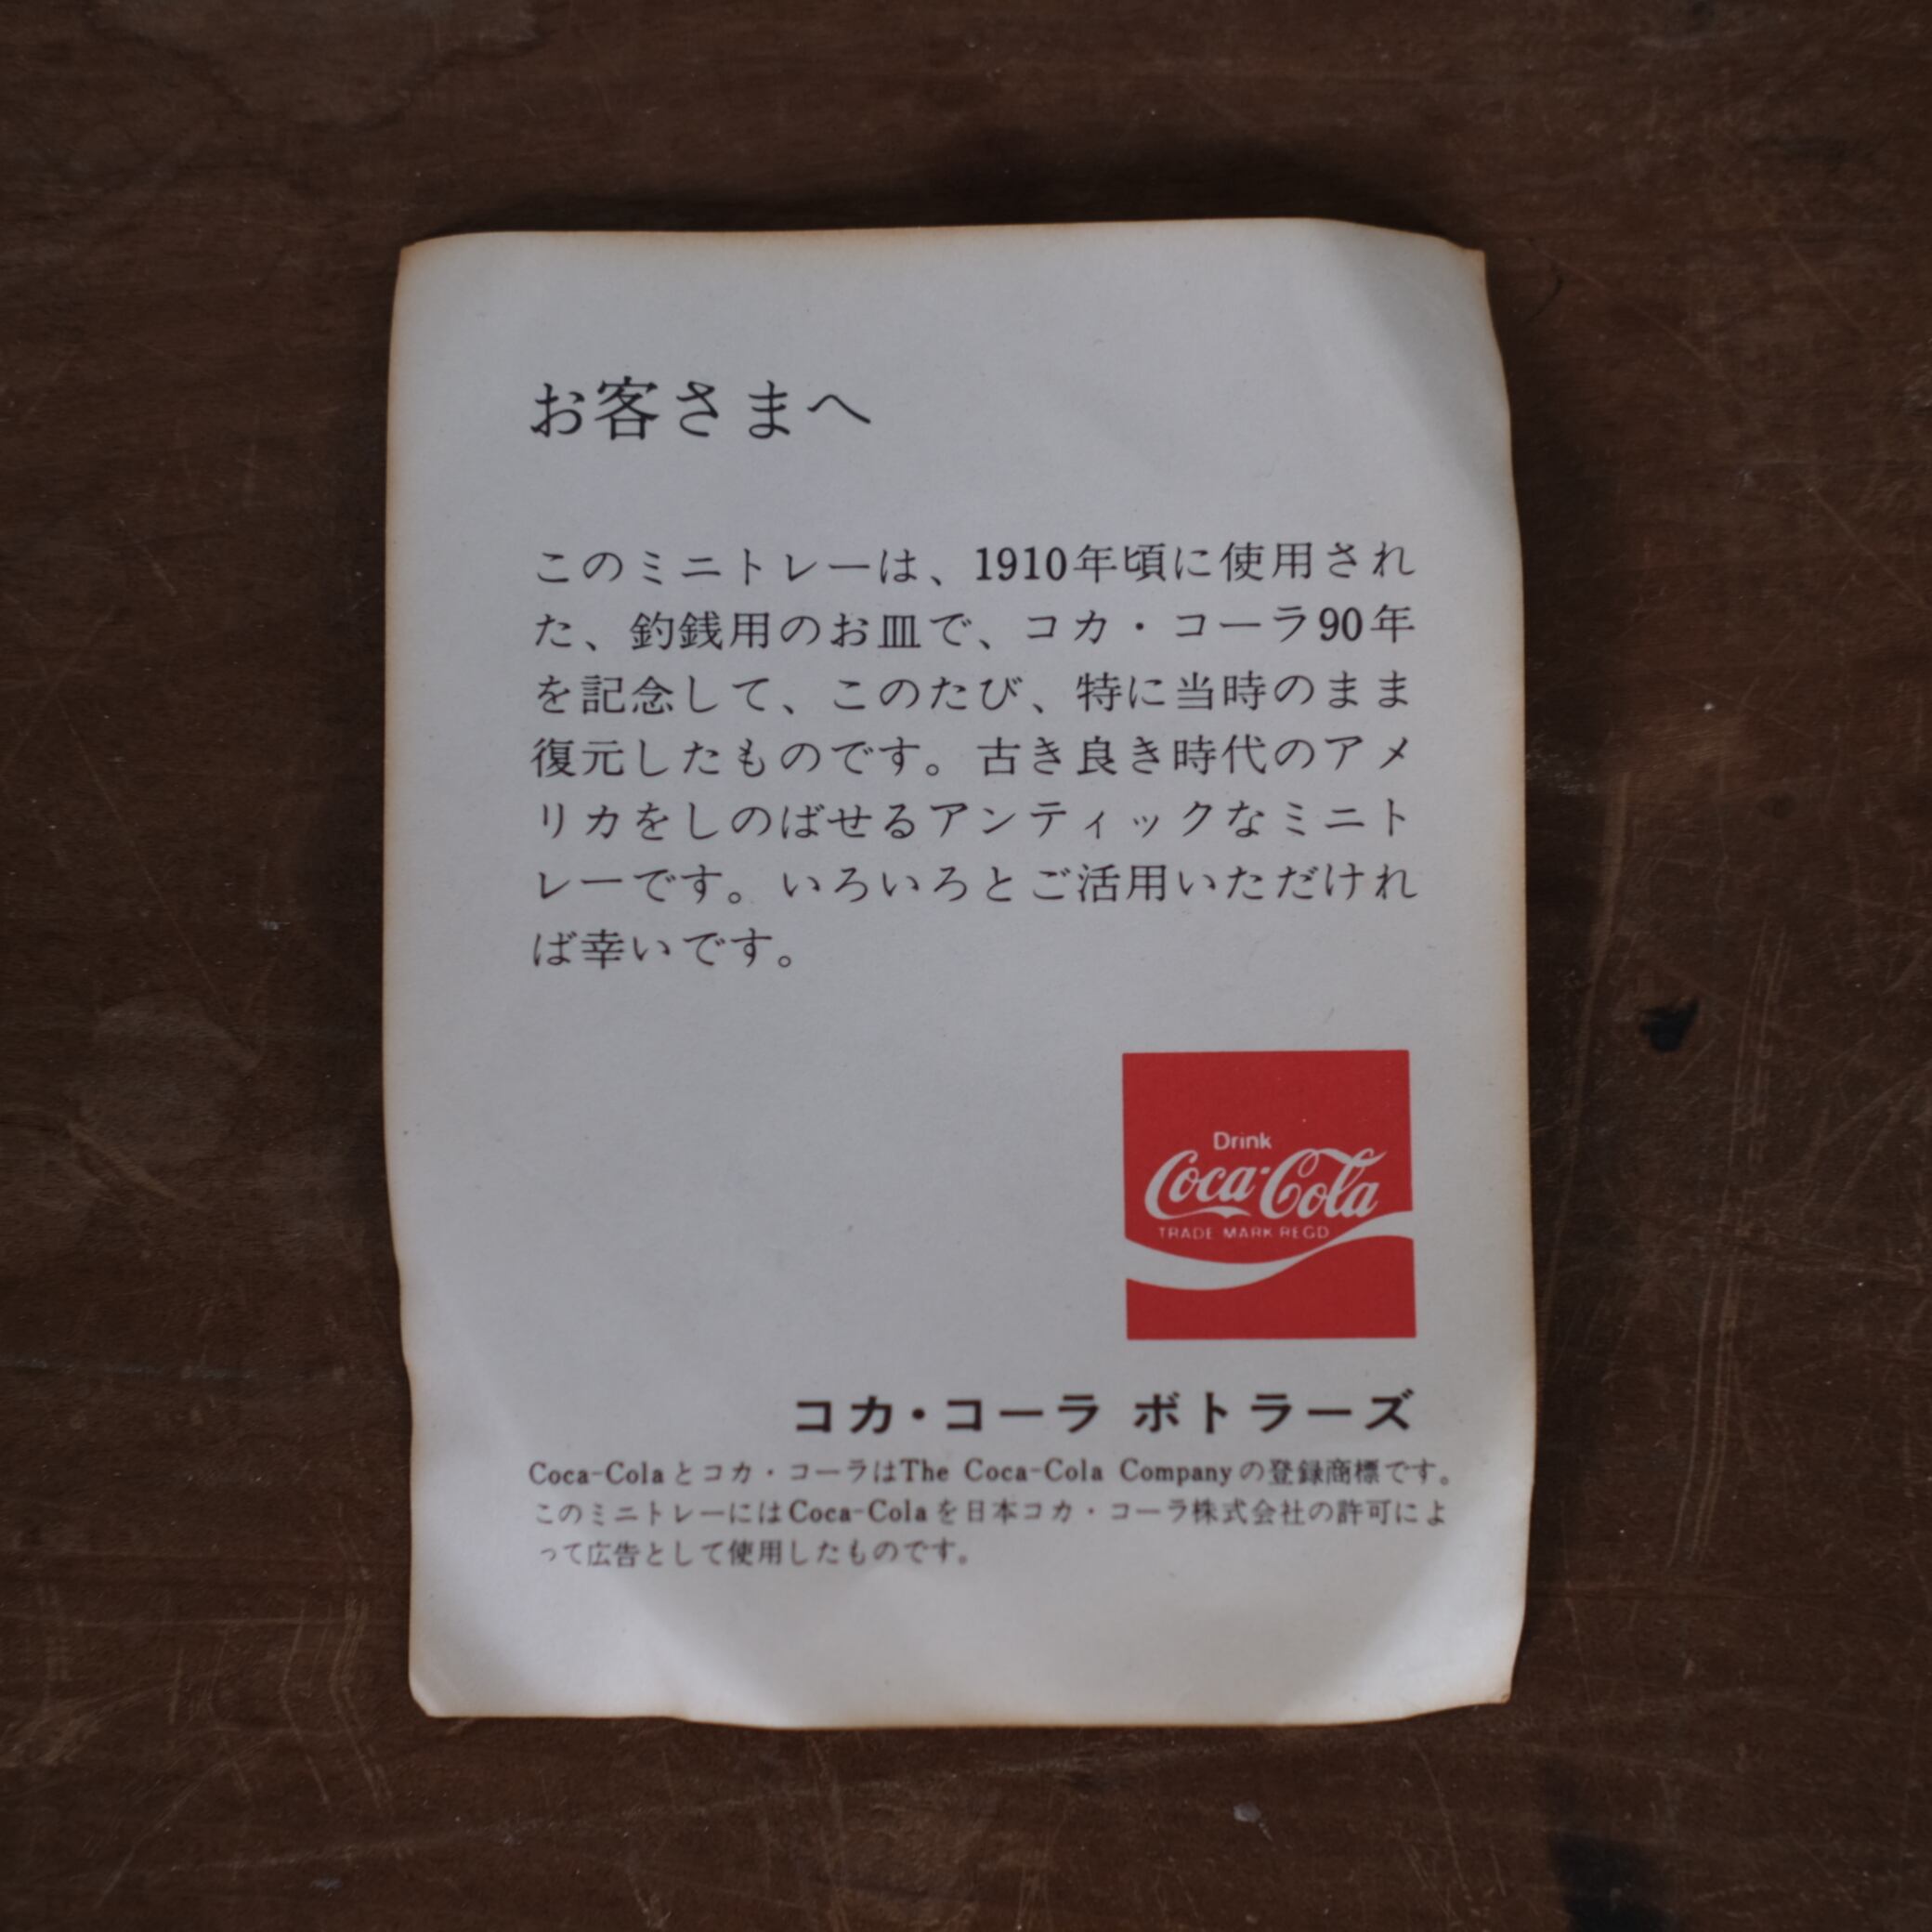 お客さまへ
このミニトレーは、1910年頃に使用され
た、釣銭用のお皿で、コカ・コーラ90年
を記念して、このたび、特に当時のまま
復元したものです。古き良き時代のアメ
リカをしのばせるアンティックなミニト
レーです。いろいろとご活用いただけれ
ば幸いです。
Drink
Coca-Cola
TRADE MARK REGD
コカ・コーラ ボトラーズ
Coca-Colaとコカ・コーラはThe Coca-Cola Companyの登録商標です。
このミニトレーにはCoca-Colaを日本コカ・コーラ株式会社の許可によ
って広告として使用したものです。